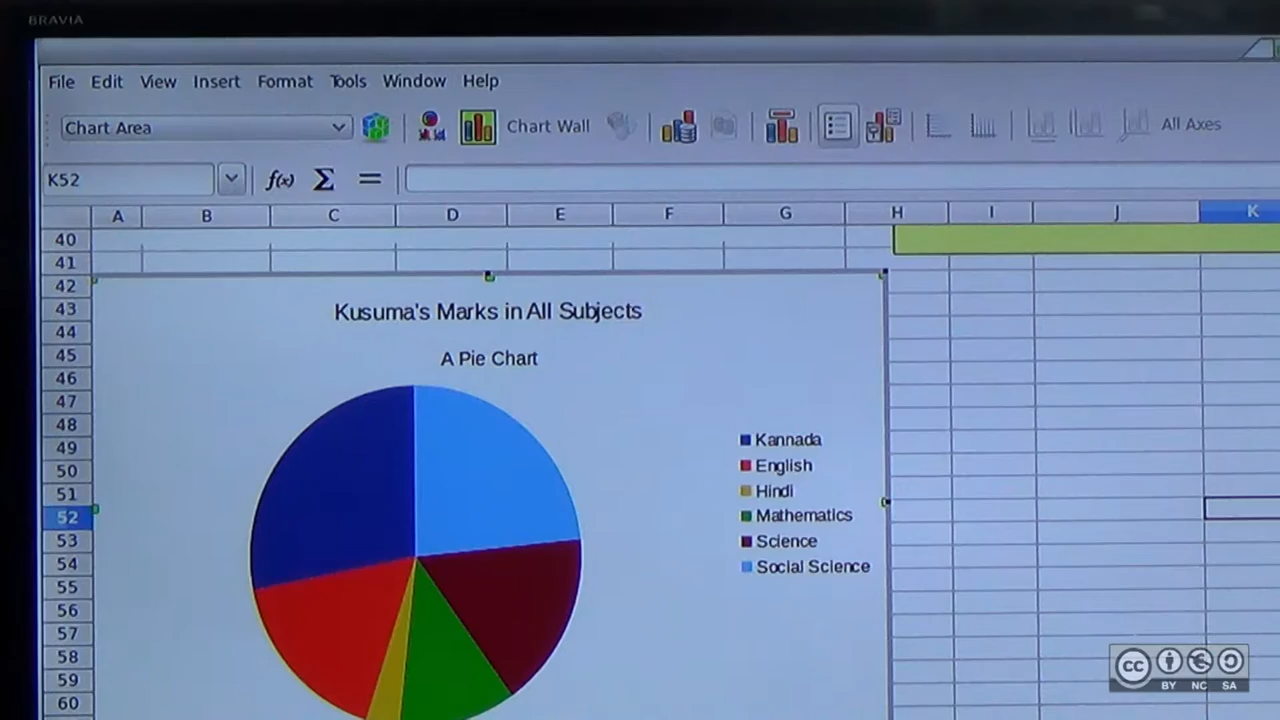 BRAVIA
File Edit View Insert Format Tools Window Help
Chart Area Chart Wall All Axes
K52 f(x) Σ =
A B C D E F G H I J K
40
41
42
43
44
45
46
47
48
49
50
51
52
53
54
55
56
57
58
59
60
Kusuma's Marks in All Subjects
A Pie Chart
Kannada
English
Hindi
Mathematics
Science
Social Science
cc
BY NC SA